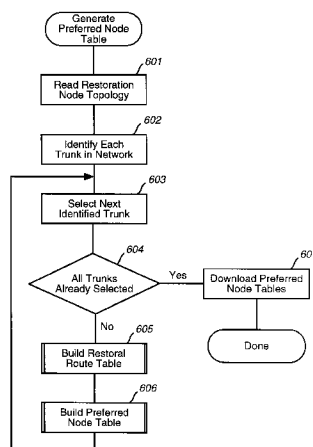 Generate
Preferred Node
Table
601
Read Restoration
Node Topology
602
Identify Each
Trunk in Network
603
Select Next
Identified Trunk
604
All Trunks
Already Selected
Yes
Download Preferred
Node Tables
Done
No
605
Build Restoral
Route Table
606
Build Preferred
Node Table